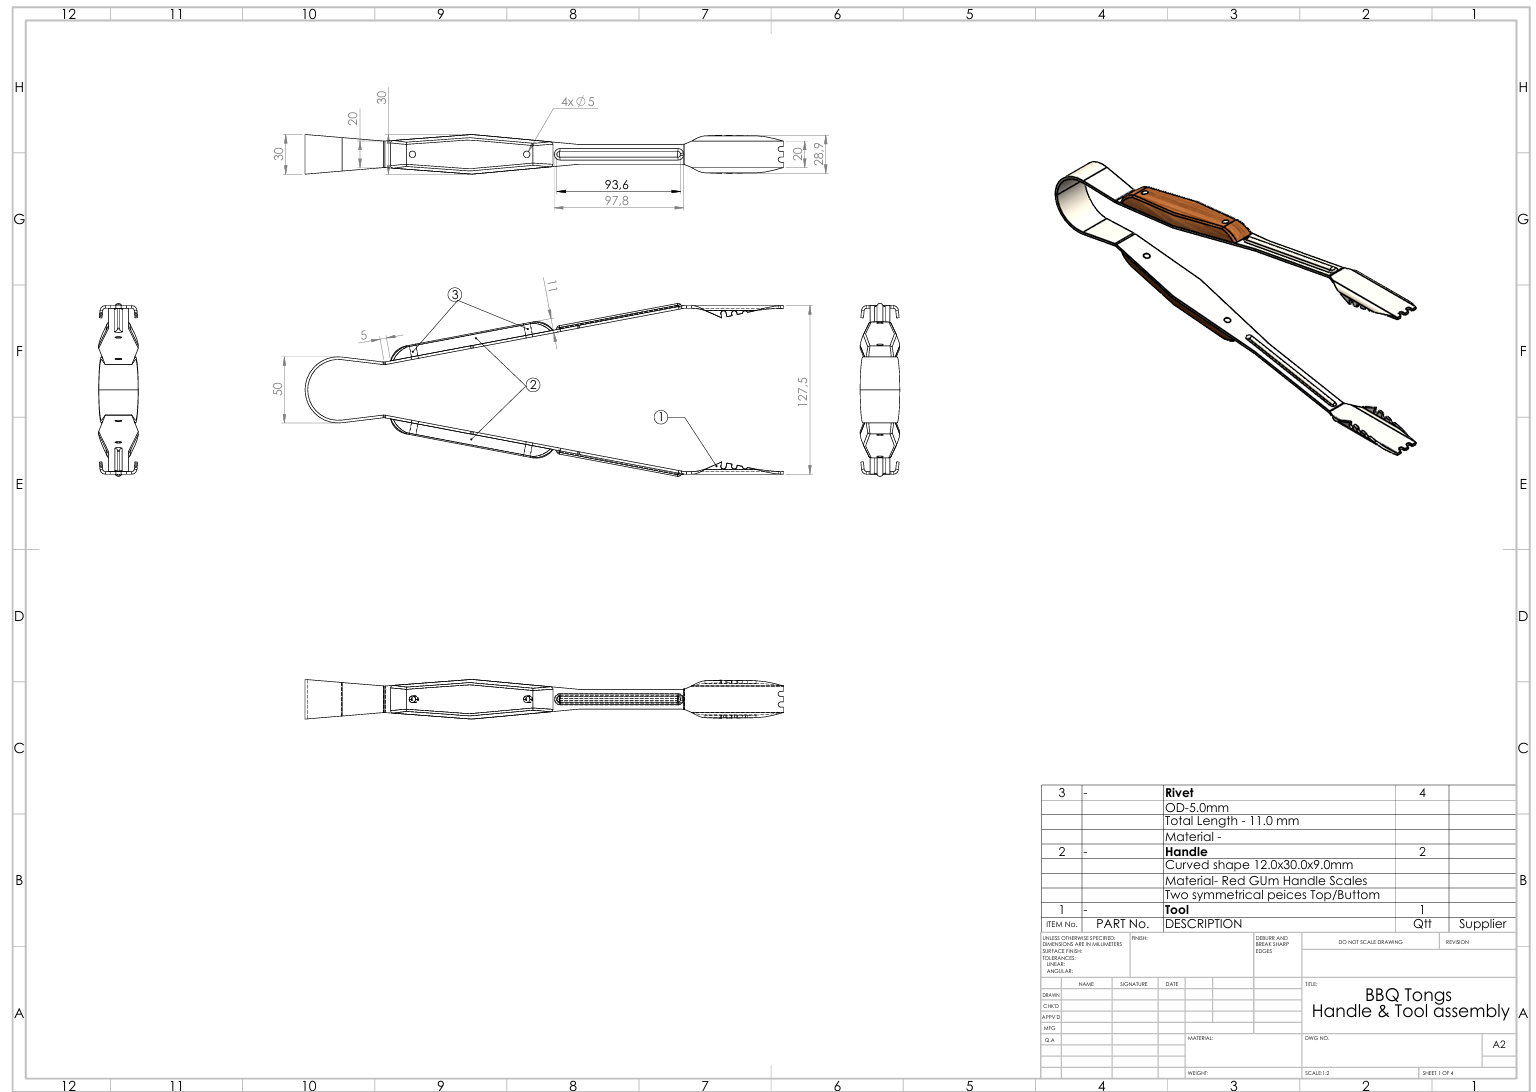 12 11 10 9 8 7 6 5 4 3 2 1
H
G
F
E
D
C
B
A
H
G
F
E
D
C
B
A
30
20
30
4x Ø 5
93,6
97,8
20
28,9
3
11
5
50
2
1
127,5
3 - Rivet 4
OD-5.0mm
Total Length - 11.0 mm
Material -
2 - Handle 2
Curved shape 12.0x30.0x9.0mm
Material- Red GUm Handle Scales
Two symmetrical peices Top/Buttom
1 - Tool 1
ITEM No. PART No. DESCRIPTION Qtt Supplier
UNLESS OTHERWISE SPECIFIED:
DIMENSIONS ARE IN MILLIMETERS
SURFACE FINISH:
TOLERANCES:
LINEAR:
ANGULAR:
FINISH:
DEBURR AND
BREAK SHARP
EDGES
DO NOT SCALE DRAWING
REVISION
NAME SIGNATURE DATE
DRAWN
CHK'D
APPV'D
MFG
Q.A
MATERIAL:
WEIGHT:
TITLE:
BBQ Tongs
Handle & Tool assembly
DWG NO.
A2
SCALE:1:2
SHEET 1 OF 4
12 11 10 9 8 7 6 5 4 3 2 1